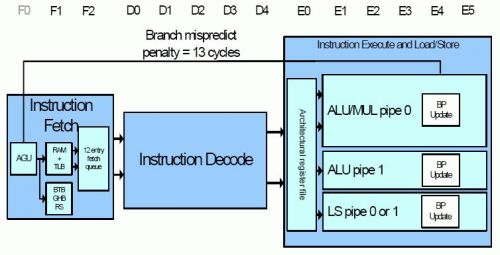 F0 F1 F2 D0 D1 D2 D3 D4 E0 E1 E2 E3 E4 E5
Branch mispredict
penalty = 13 cycles
Instruction Execute and Load/Store
Instruction
Fetch
AGU
RAM
+
TLB
12 entry
fetch
queue
BTB
GHB
RS
Instruction Decode
Architectural register
file
ALU/MUL pipe 0
BP
Update
ALU pipe 1
BP
Update
LS pipe 0 or 1
BP
Update